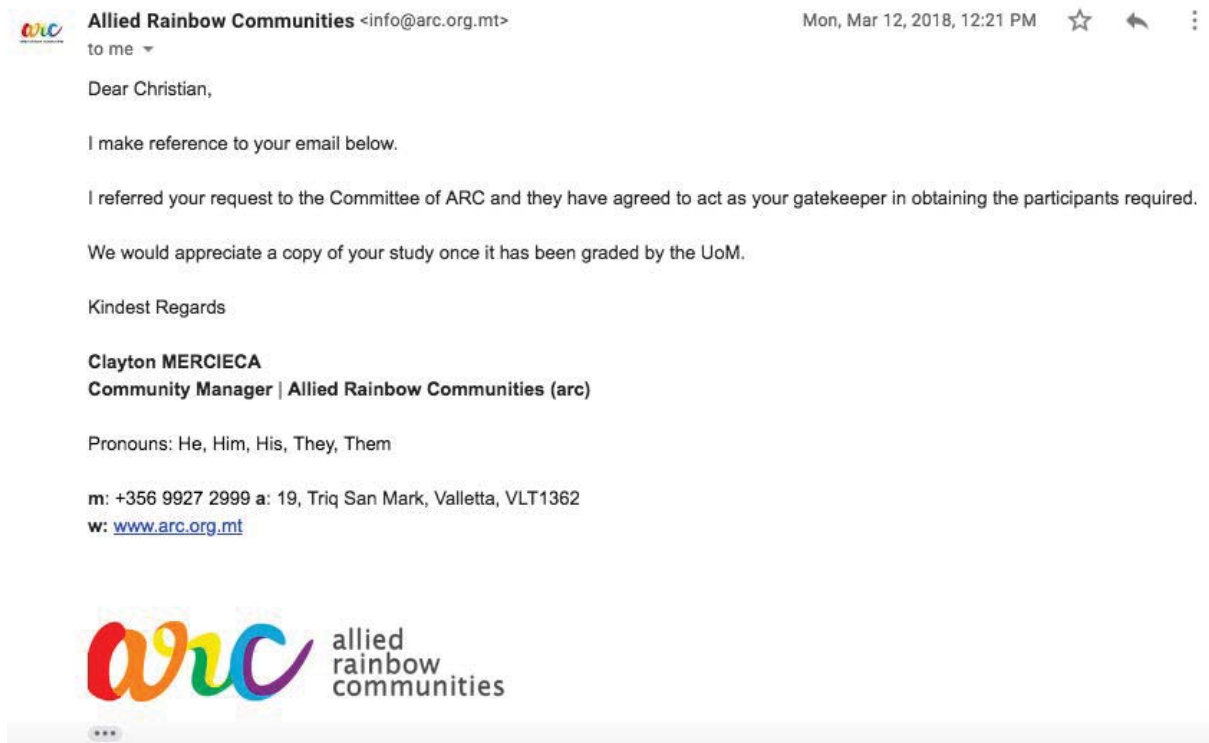 arc
Allied Rainbow Communities <info@arc.org.mt>
Mon, Mar 12, 2018, 12:21 PM
to me
Dear Christian,
I make reference to your email below.
I referred your request to the Committee of ARC and they have agreed to act as your gatekeeper in obtaining the participants required.
We would appreciate a copy of your study once it has been graded by the UoM.
Kindest Regards
Clayton MERCIECA
Community Manager | Allied Rainbow Communities (arc)
Pronouns: He, Him, His, They, Them
m: +356 9927 2999 a: 19, Triq San Mark, Valletta, VLT1362
w: www.arc.org.mt
arc
allied
rainbow
communities